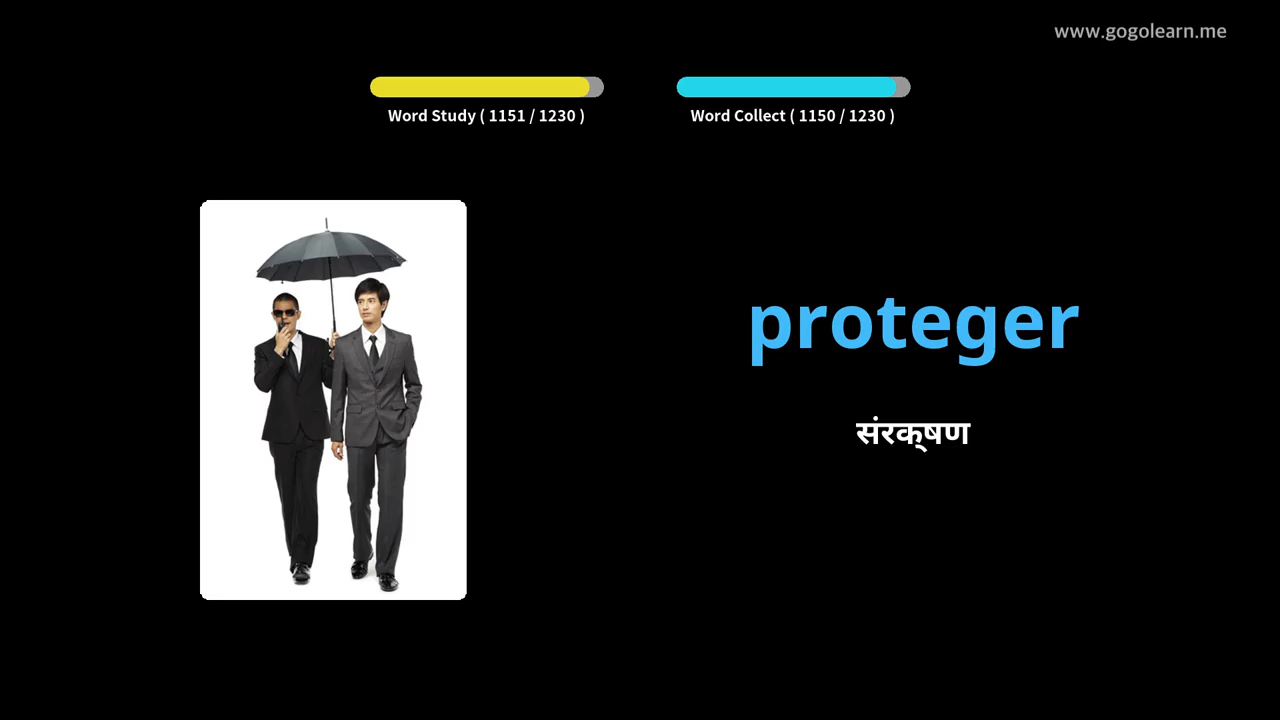 www.gogolearn.me
Word Study ( 1151 / 1230 )
Word Collect ( 1150 / 1230 )
proteger
संरक्षण